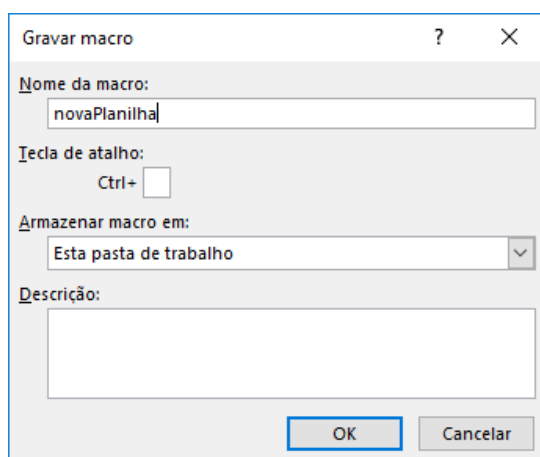 Gravar macro ?
Nome da macro:
novaPlanilha
Tecla de atalho:
Ctrl+
Armazenar macro em:
Esta pasta de trabalho
Descrição:
OK Cancelar